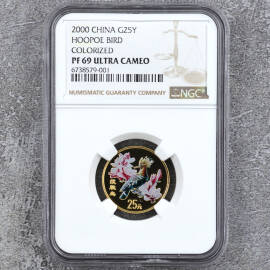 2000 CHINA G25Y
HOOPOE BIRD
COLORIZED
PF 69 ULTRA CAMEO
6738579-001
NUMISMATIC GUARANTY COMPANY
NGC
25元